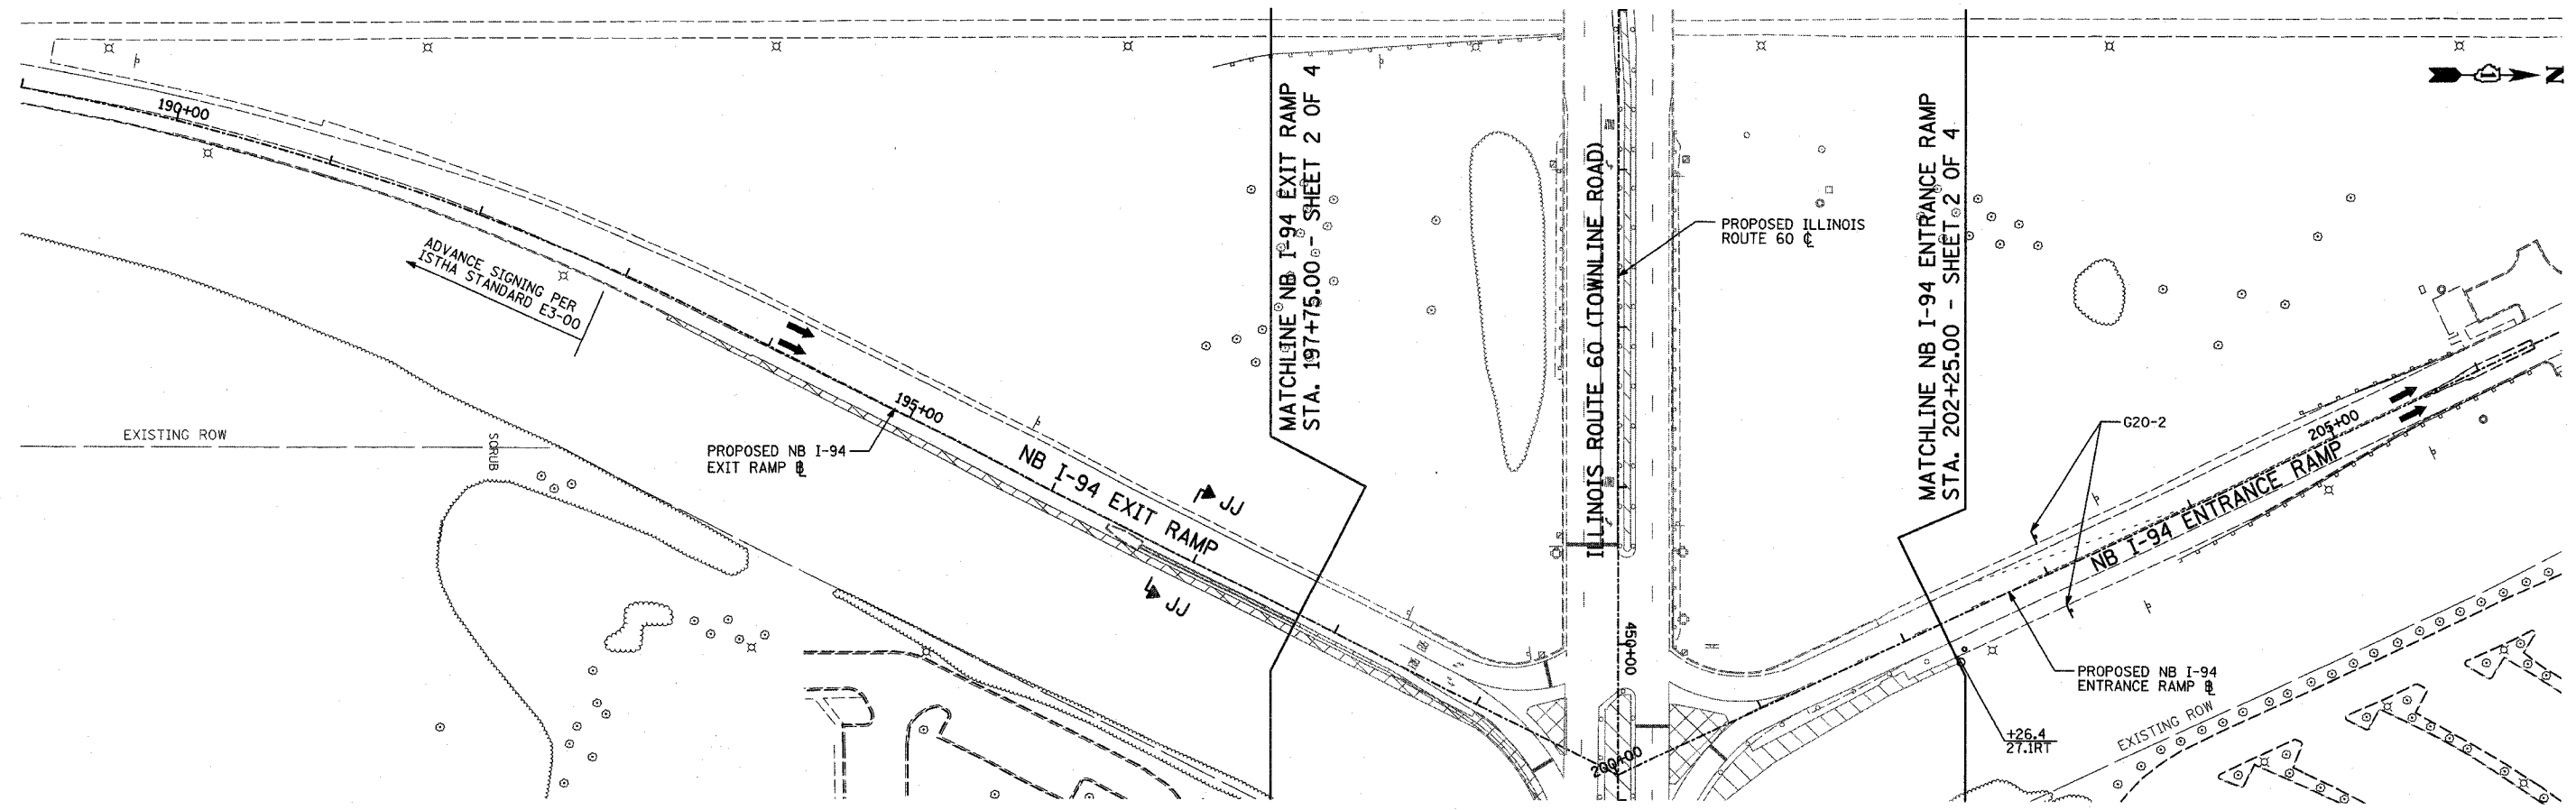 190+00
ADVANCE SIGNING PER
ISTHA STANDARD E3-00
EXISTING ROW
SCRUB
195+00
PROPOSED NB I-94
EXIT RAMP ℄
NB I-94 EXIT RAMP
JJ
JJ
MATCHLINE NB I-94 EXIT RAMP
STA. 197+75.00 - SHEET 2 OF 4
ILLINOIS ROUTE 60 (TOWNLINE ROAD)
PROPOSED ILLINOIS
ROUTE 60 ℄
450+00
200+00
MATCHLINE NB I-94 ENTRANCE RAMP
STA. 202+25.00 - SHEET 2 OF 4
N
G20-2
205+00
NB I-94 ENTRANCE RAMP
PROPOSED NB I-94
ENTRANCE RAMP
+26.4
27.1RT
EXISTING ROW